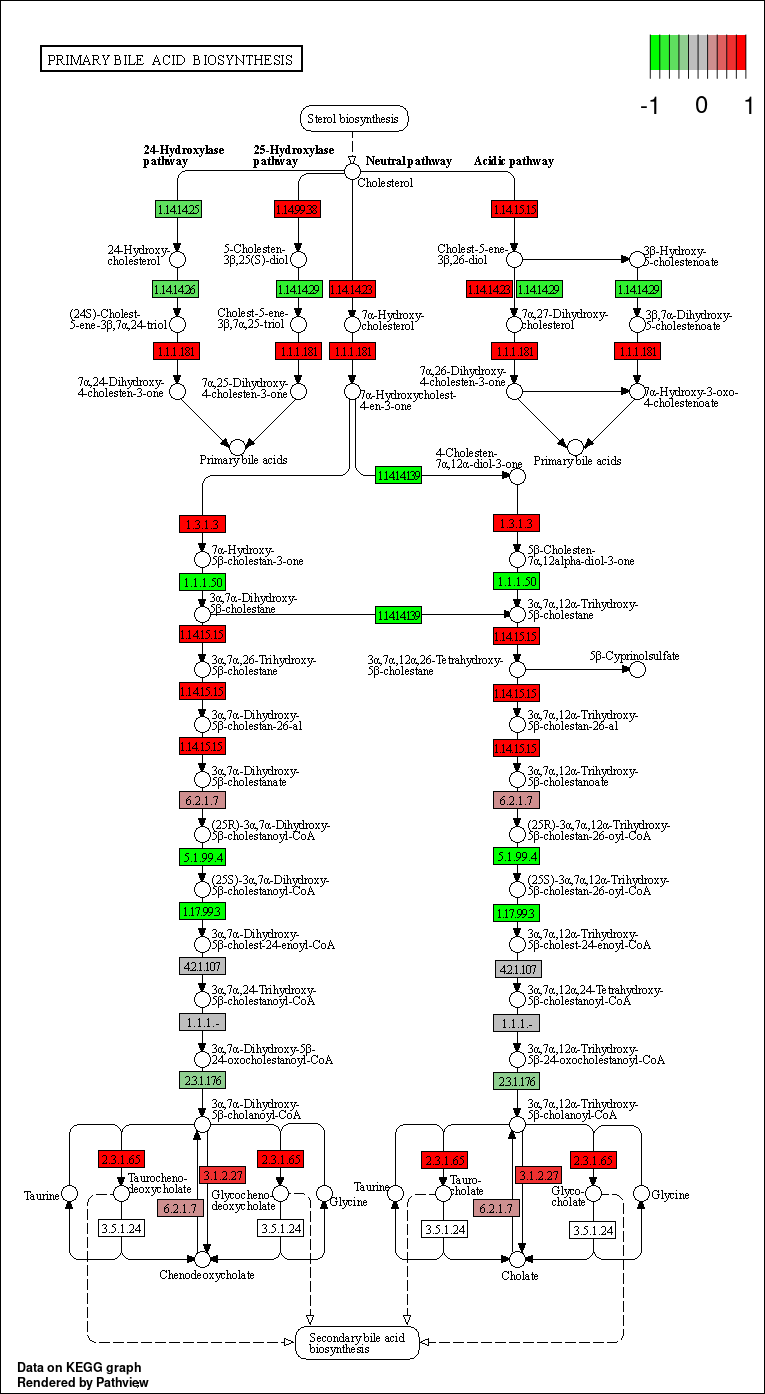 PRIMARY BILE ACID BIOSYNTHESIS
-1 0 1
Sterol biosynthesis
24-Hydroxylase
pathway
25-Hydroxylase
pathway
Neutral pathway
Acidic pathway
Cholesterol
1.14.14.25
1.14.99.38
1.14.15.15
24-Hydroxy-
cholesterol
5-Cholesten-
3β,25(S)-diol
Cholest-5-ene-
3β,26-diol
3β-Hydroxy-
5-cholestenoate
1.14.14.26
1.14.14.29
1.14.14.23
1.14.14.23
1.14.14.29
1.14.14.29
(24S)-Cholest-
5-ene-3β,7α,24-triol
Cholest-5-ene-
3β,7α,25-triol
7α-Hydroxy-
cholesterol
7α,27-Dihydroxy-
cholesterol
3β,7α-Dihydroxy-
5-cholestenoate
1.1.1.181
1.1.1.181
1.1.1.181
1.1.1.181
1.1.1.181
7α,24-Dihydroxy-
4-cholesten-3-one
7α,25-Dihydroxy-
4-cholesten-3-one
7α-Hydroxycholest-
4-en-3-one
7α,26-Dihydroxy-
4-cholesten-3-one
7α-Hydroxy-3-oxo-
4-cholestenoate
Primary bile acids
Primary bile acids
4-Cholesten-
7α,12α-diol-3-one
1.14.14.139
1.3.1.3
1.3.1.3
7α-Hydroxy-
5β-cholestan-3-one
5β-Cholesten-
7α,12alpha-diol-3-one
1.1.1.50
1.1.1.50
3α,7α-Dihydroxy-
5β-cholestane
1.14.14.139
3α,7α,12α-Trihydroxy-
5β-cholestane
1.14.15.15
1.14.15.15
3α,7α,26-Trihydroxy-
5β-cholestane
3α,7α,12α,26-Tetrahydroxy-
5β-cholestane
5β-Cyprinolsulfate
1.14.15.15
1.14.15.15
3α,7α-Dihydroxy-
5β-cholestan-26-al
3α,7α,12α-Trihydroxy-
5β-cholestan-26-al
1.14.15.15
1.14.15.15
3α,7α-Dihydroxy-
5β-cholestanate
3α,7α,12α-Trihydroxy-
5β-cholestanoate
6.2.1.7
6.2.1.7
(25R)-3α,7α-Dihydroxy-
5β-cholestanoyl-CoA
(25R)-3α,7α,12α-Trihydroxy-
5β-cholestan-26-oyl-CoA
5.1.99.4
5.1.99.4
(25S)-3α,7α-Dihydroxy-
5β-cholestanoyl-CoA
(25S)-3α,7α,12α-Trihydroxy-
5β-cholestan-26-oyl-CoA
1.17.99.3
1.17.99.3
3α,7α-Dihydroxy-
5β-cholest-24-enoyl-CoA
3α,7α,12α-Trihydroxy-
5β-cholest-24-enoyl-CoA
4.2.1.107
4.2.1.107
3α,7α,24-Trihydroxy-
5β-cholestanoyl-CoA
3α,7α,12α,24-Tetrahydroxy-
5β-cholestanoyl-CoA
1.1.1.-
1.1.1.-
3α,7α-Dihydroxy-5β-
24-oxocholestanoyl-CoA
3α,7α,12α-Trihydroxy-
5β-24-oxocholestanoyl-CoA
2.3.1.176
2.3.1.176
3α,7α-Dihydroxy-
5β-cholanoyl-CoA
3α,7α,12α-Trihydroxy-
5β-cholanoyl-CoA
2.3.1.65
2.3.1.65
2.3.1.65
2.3.1.65
3.1.2.27
3.1.2.27
Taurine
Taurocheno-
deoxycholate
Glycocheno-
deoxycholate
Glycine
Taurine
Tauro-
cholate
Glyco-
cholate
Glycine
6.2.1.7
6.2.1.7
3.5.1.24
3.5.1.24
3.5.1.24
3.5.1.24
Chenodeoxycholate
Cholate
Secondary bile acid
biosynthesis
Data on KEGG graph
Rendered by Pathview